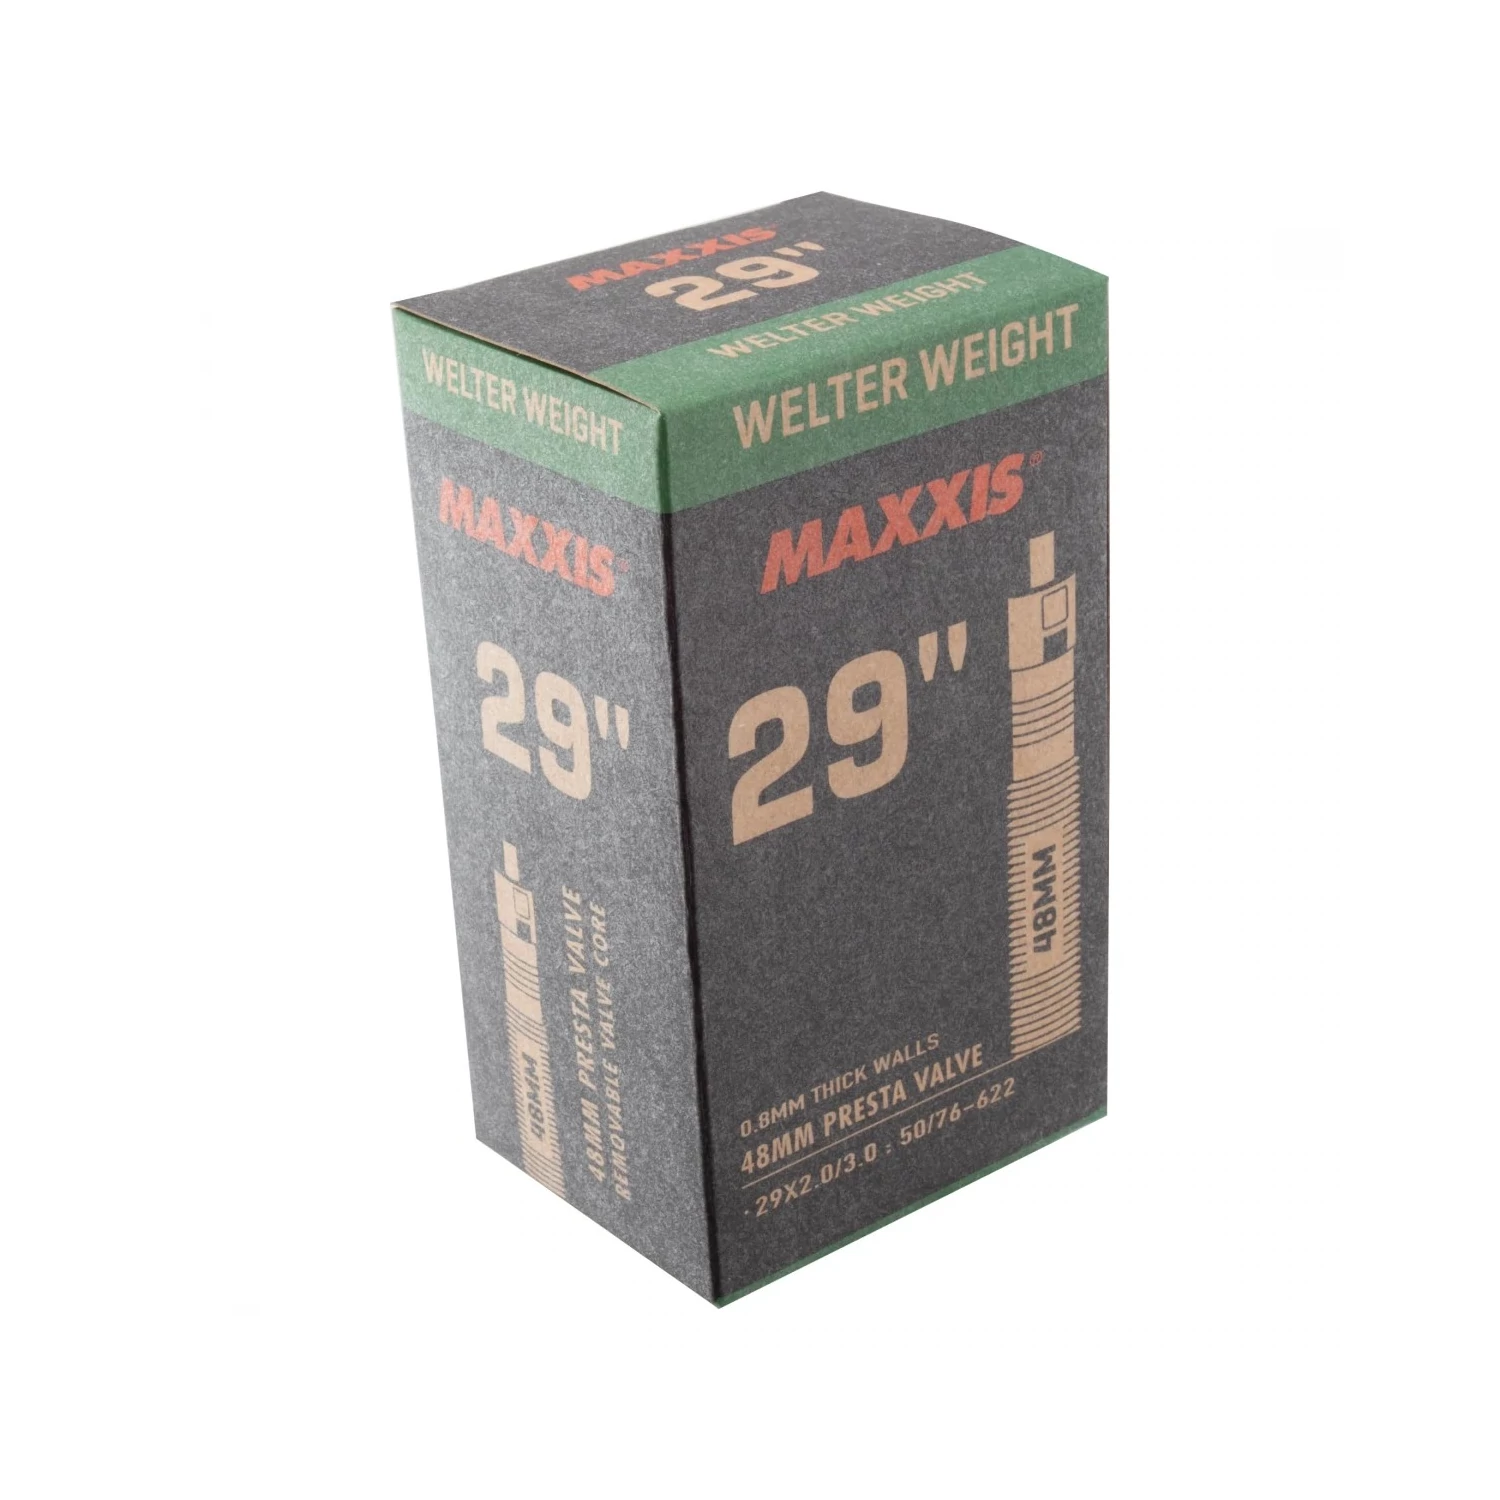 MAXXIS
29"
WELTER WEIGHT
WELTER WEIGHT
MAXXIS
29"
48MM
48MM PRESTA VALVE
REMOVABLE VALVE CORE
WELTER WEIGHT
MAXXIS®
29"
48MM
0.8MM THICK WALLS
48MM PRESTA VALVE
· 29X2.0/3.0 : 50/76-622